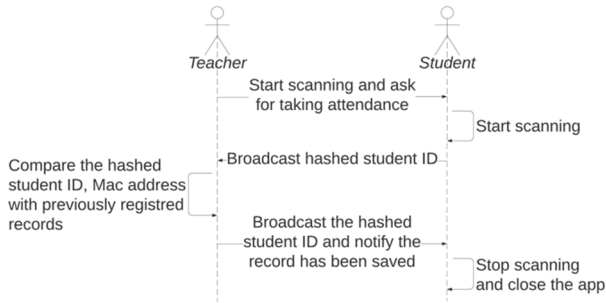 Teacher
Student
Start scanning and ask
for taking attendance
Start scanning
Broadcast hashed student ID
Compare the hashed
student ID, Mac address
with previously registred
records
Broadcast the hashed
student ID and notify the
record has been saved
Stop scanning
and close the app